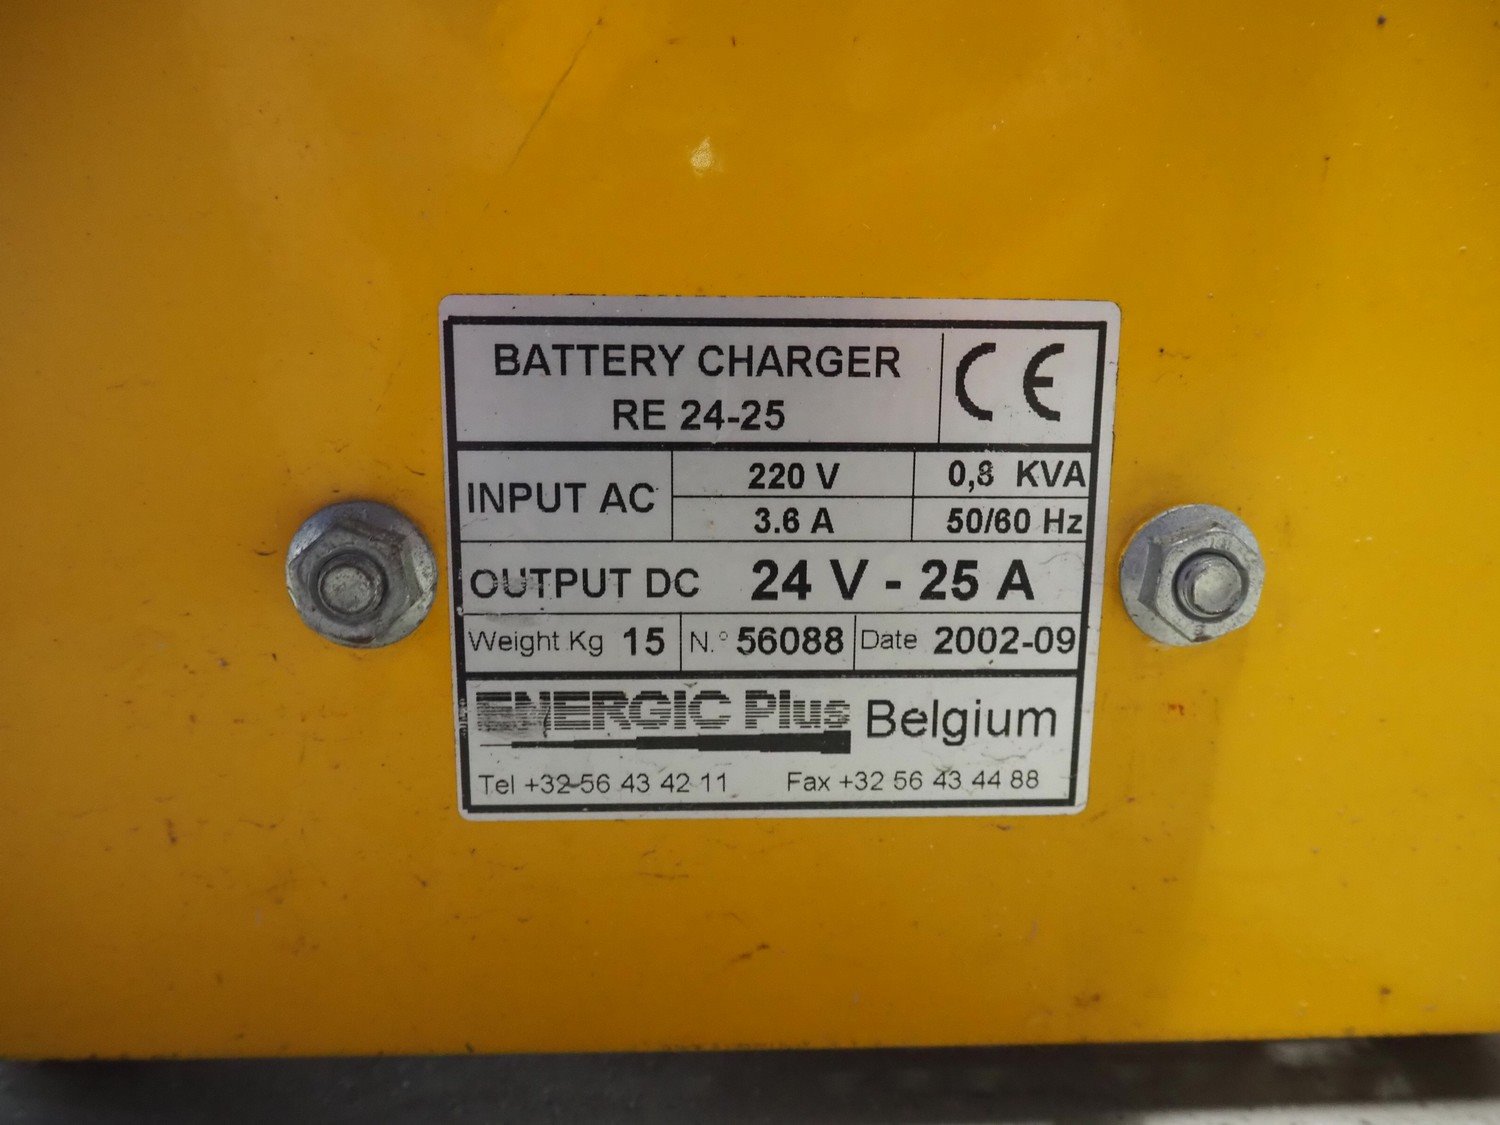 BATTERY CHARGER
RE 24-25
CE
INPUT AC 220 V 0,8 KVA
3.6 A 50/60 Hz
OUTPUT DC 24 V - 25 A
Weight Kg 15 N.° 56088 Date 2002-09
ENERGIC Plus Belgium
Tel +32 56 43 42 11 Fax +32 56 43 44 88